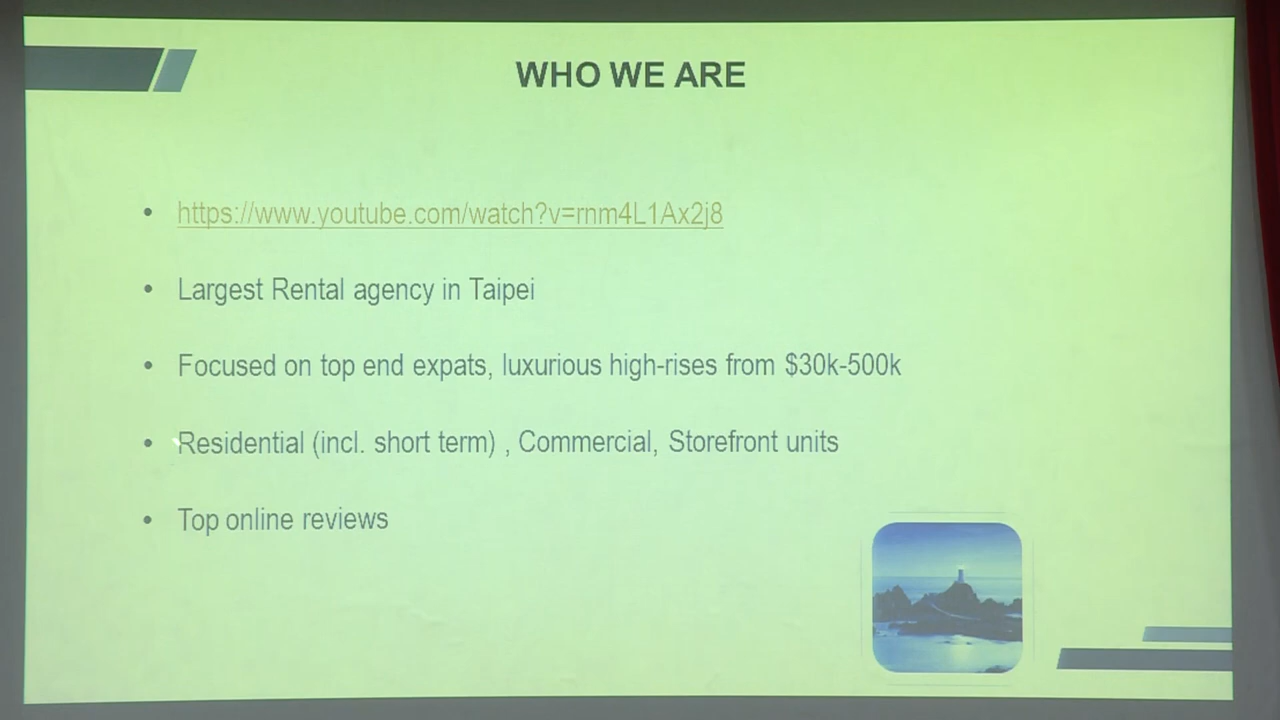 WHO WE ARE
• https://www.youtube.com/watch?v=rnm4L1Ax2j8
• Largest Rental agency in Taipei
• Focused on top end expats, luxurious high-rises from $30k-500k
• Residential (incl. short term) , Commercial, Storefront units
• Top online reviews